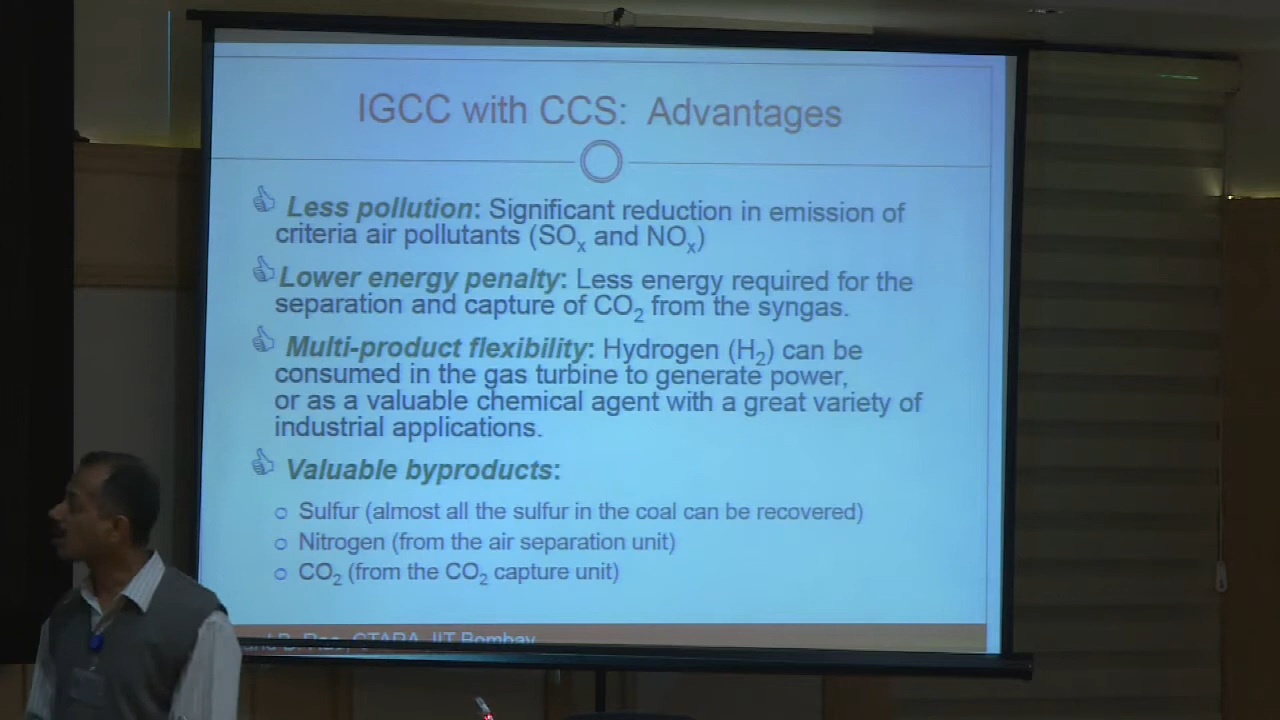 IGCC with CCS: Advantages
Less pollution: Significant reduction in emission of
criteria air pollutants (SOx and NOx)
Lower energy penalty: Less energy required for the
separation and capture of CO2 from the syngas.
Multi-product flexibility: Hydrogen (H2) can be
consumed in the gas turbine to generate power,
or as a valuable chemical agent with a great variety of
industrial applications.
Valuable byproducts:
Sulfur (almost all the sulfur in the coal can be recovered)
Nitrogen (from the air separation unit)
CO2 (from the CO2 capture unit)
B. Rao, CTARA, IIT Bombay